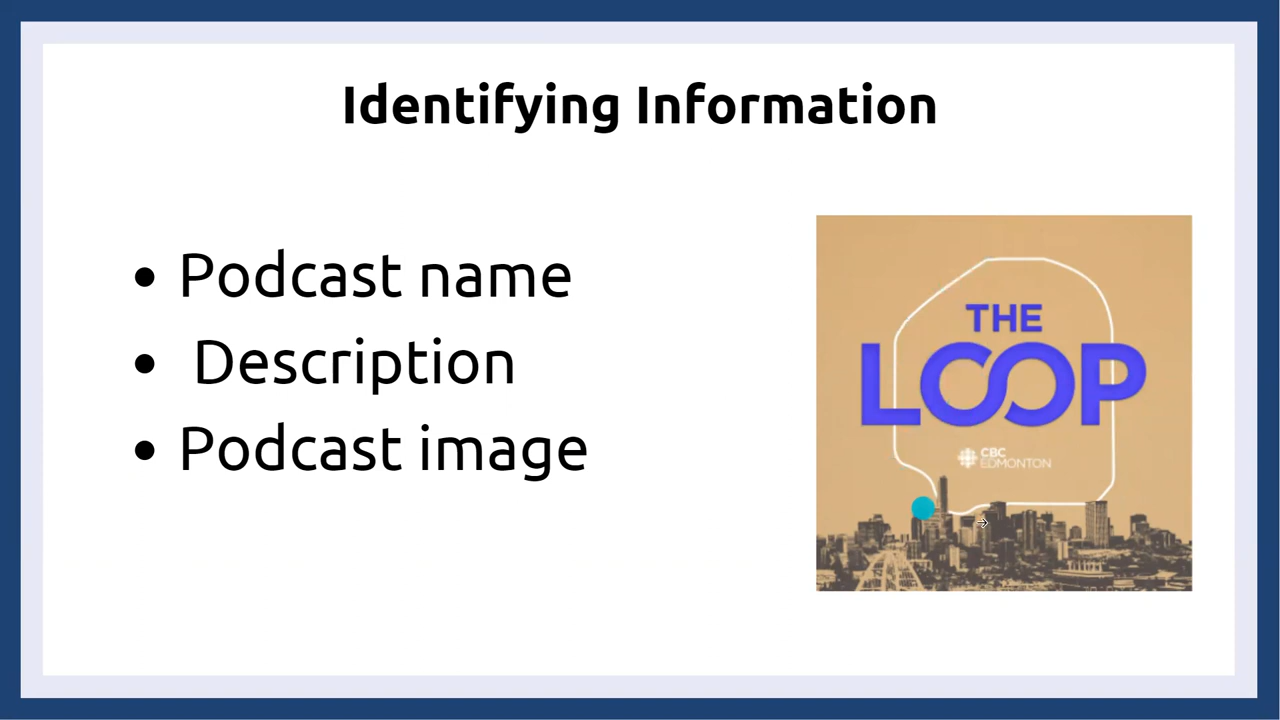 Identifying Information
• Podcast name
• Description
• Podcast image
THE
LOOP
CBC
EDMONTON